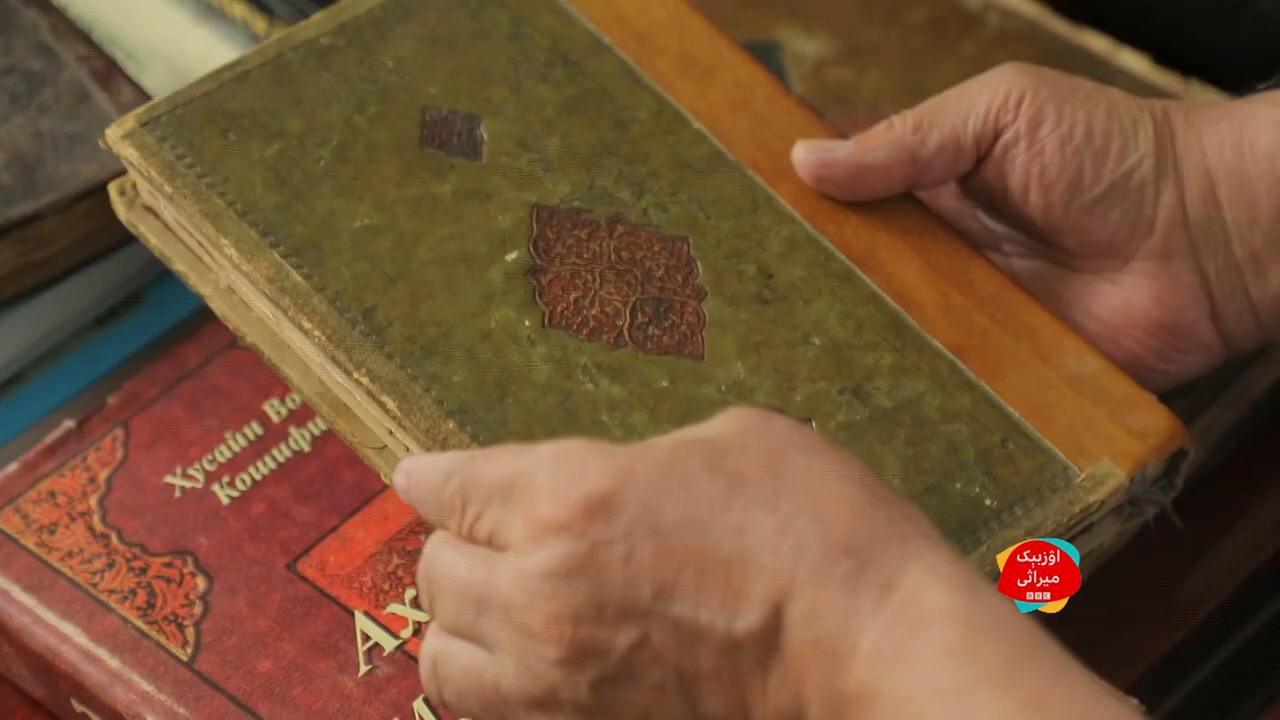 Хусайн Во
Кошифи
Ах
اۉزبېک
میراثی
BBC